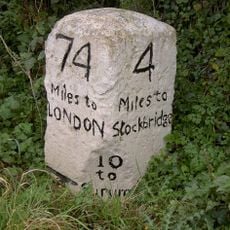 74
Miles to
LONDON
4
Miles to
Stockbridge
10
to